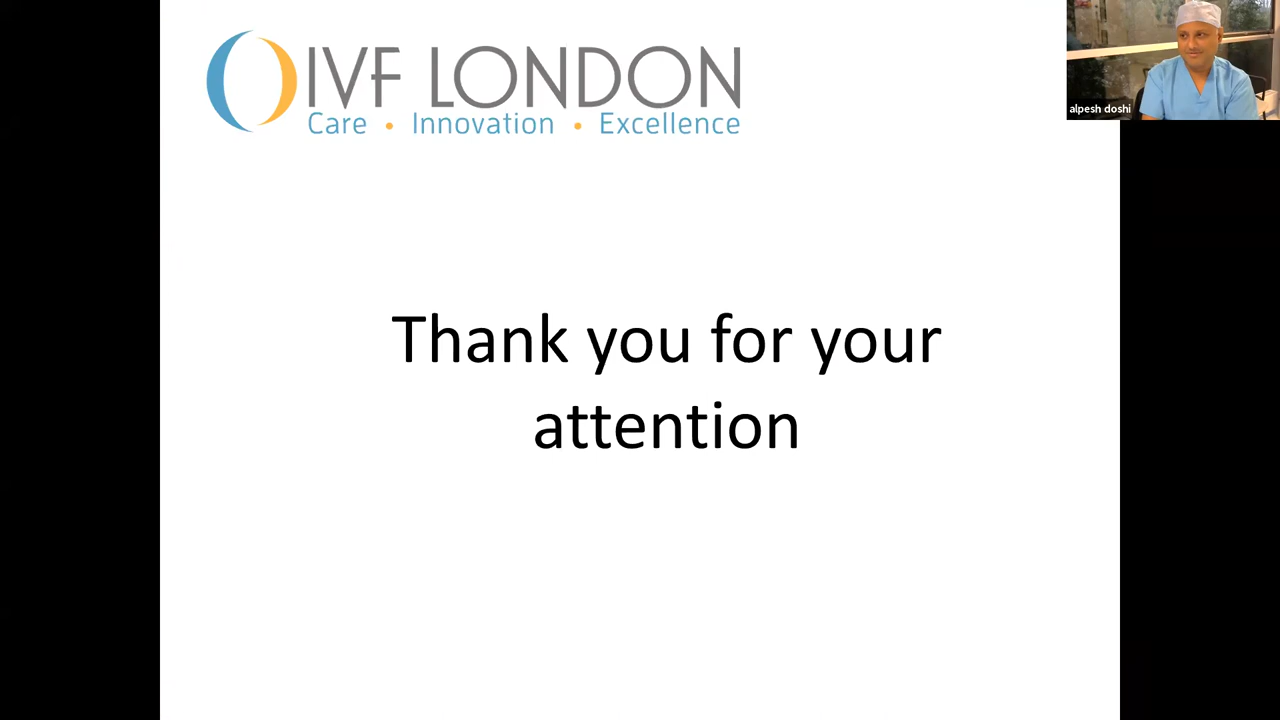 IVF LONDON
Care • Innovation • Excellence
alpesh doshi
Thank you for your
attention